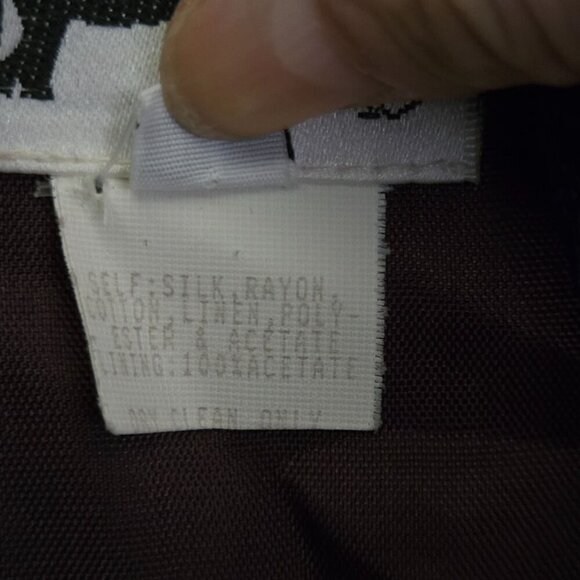 SELF:SILK,RAYON,
COTTON,LINEN,POLY-
ESTER & ACETATE
LINING:100%ACETATE
DRY CLEAN ONLY